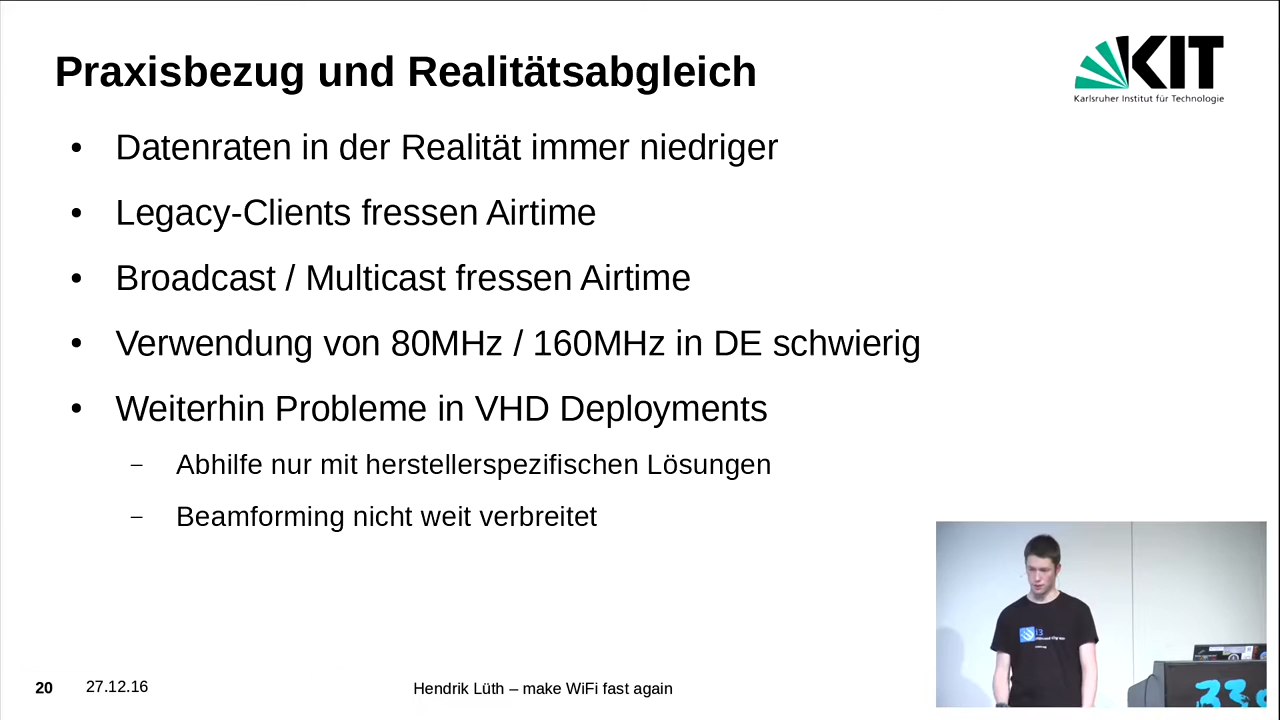 Praxisbezug und Realitätsabgleich
KIT
Karlsruher Institut für Technologie
• Datenraten in der Realität immer niedriger
• Legacy-Clients fressen Airtime
• Broadcast / Multicast fressen Airtime
• Verwendung von 80MHz / 160MHz in DE schwierig
• Weiterhin Probleme in VHD Deployments
– Abhilfe nur mit herstellerspezifischen Lösungen
– Beamforming nicht weit verbreitet
i3
20
27.12.16
Hendrik Lüth – make WiFi fast again